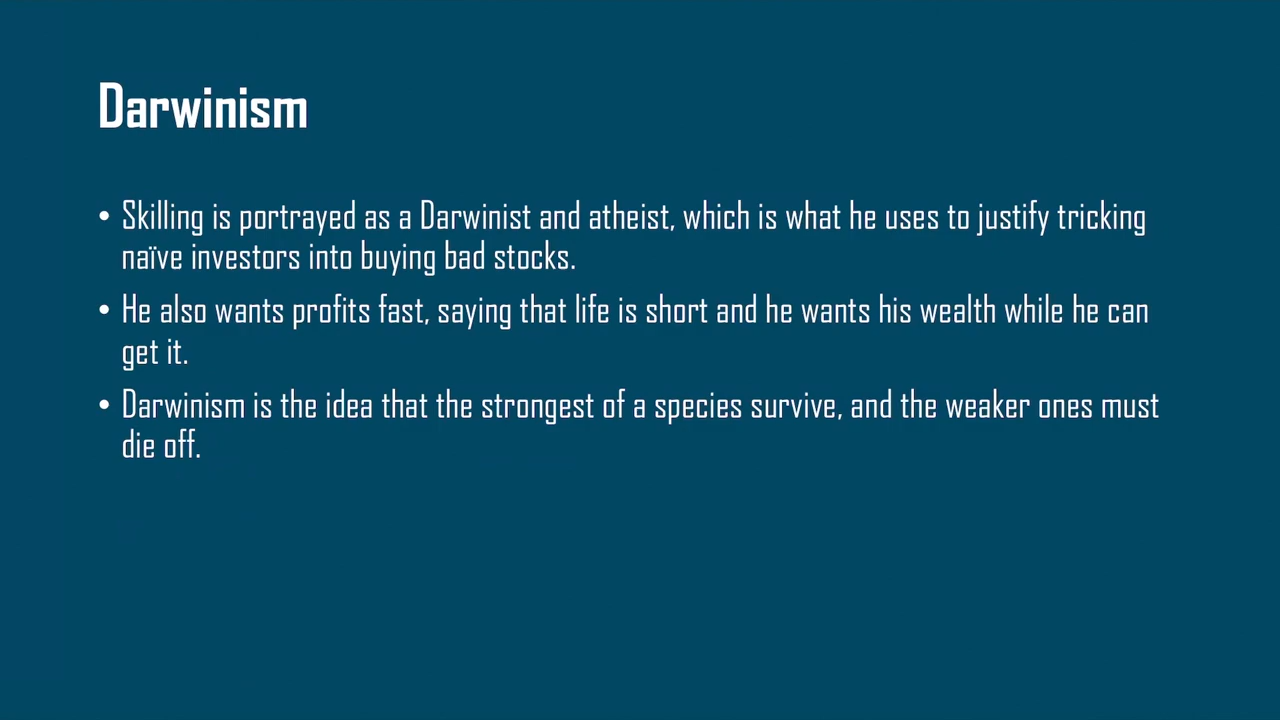 Darwinism
• Skilling is portrayed as a Darwinist and atheist, which is what he uses to justify tricking
naïve investors into buying bad stocks.
• He also wants profits fast, saying that life is short and he wants his wealth while he can
get it.
• Darwinism is the idea that the strongest of a species survive, and the weaker ones must
die off.